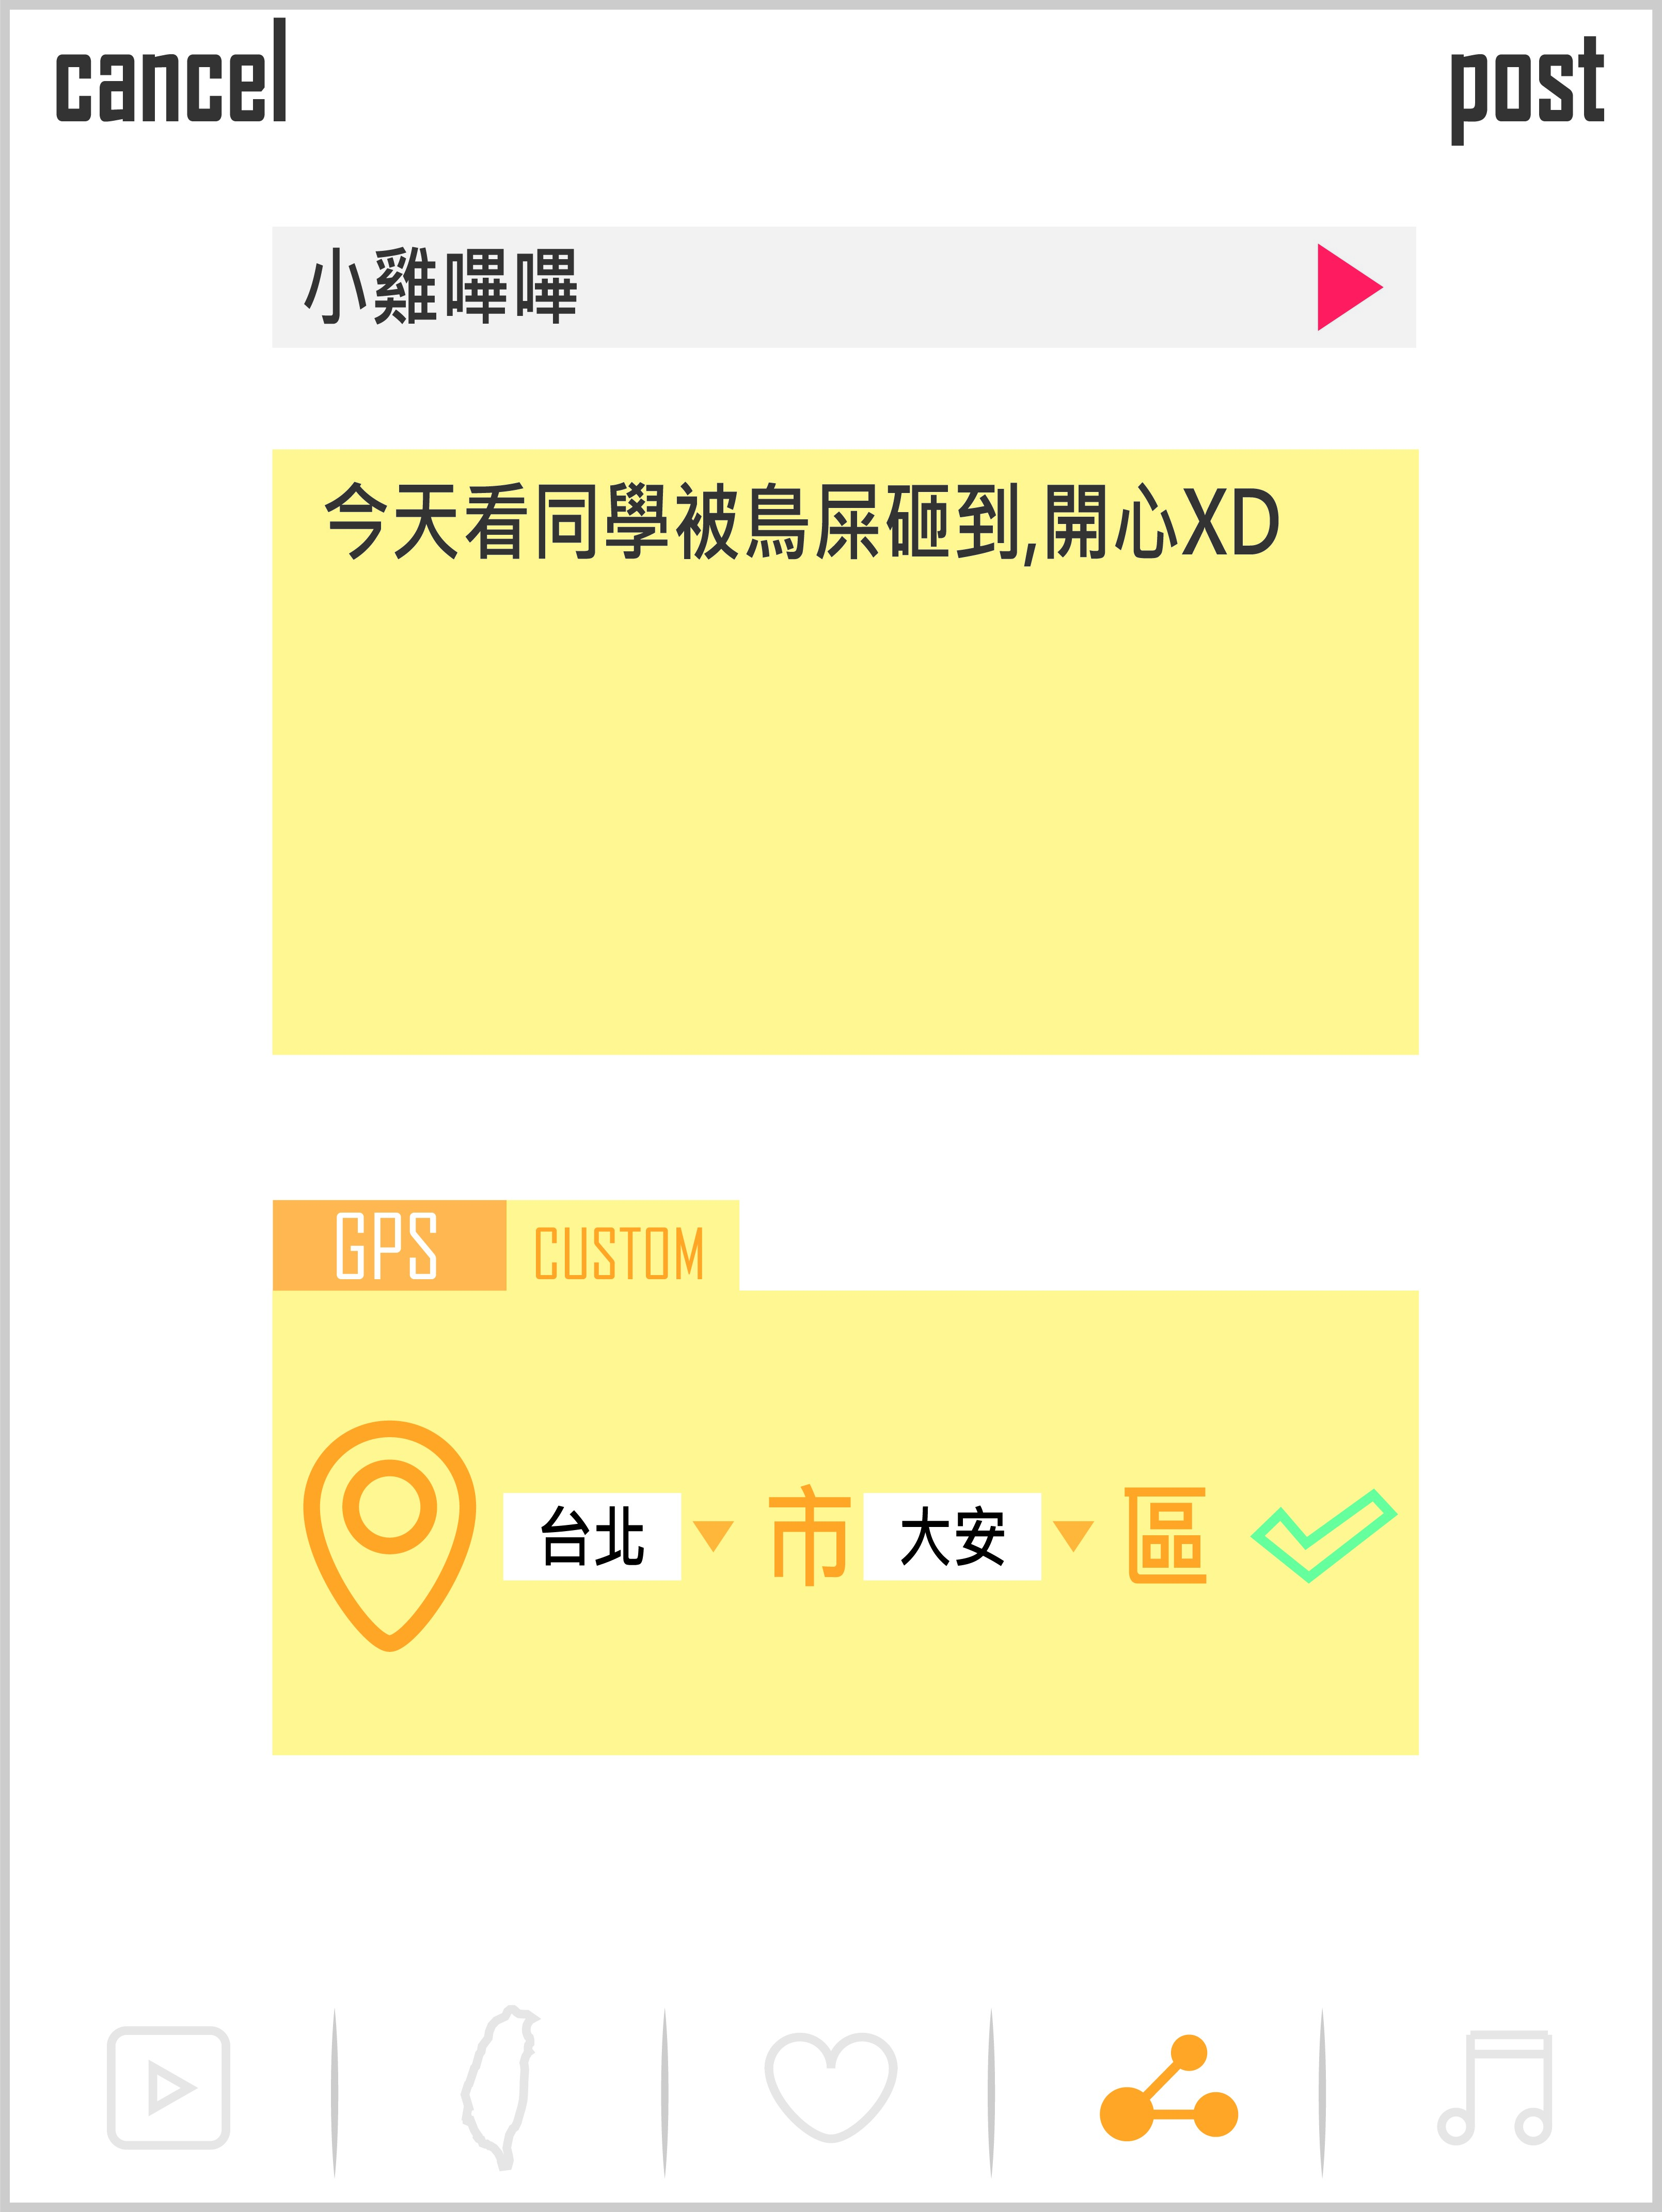 cancel
post
小雞嗶嗶
今天看同學被鳥屎砸到,開心XD
GPS
CUSTOM
台北 市 大安 區